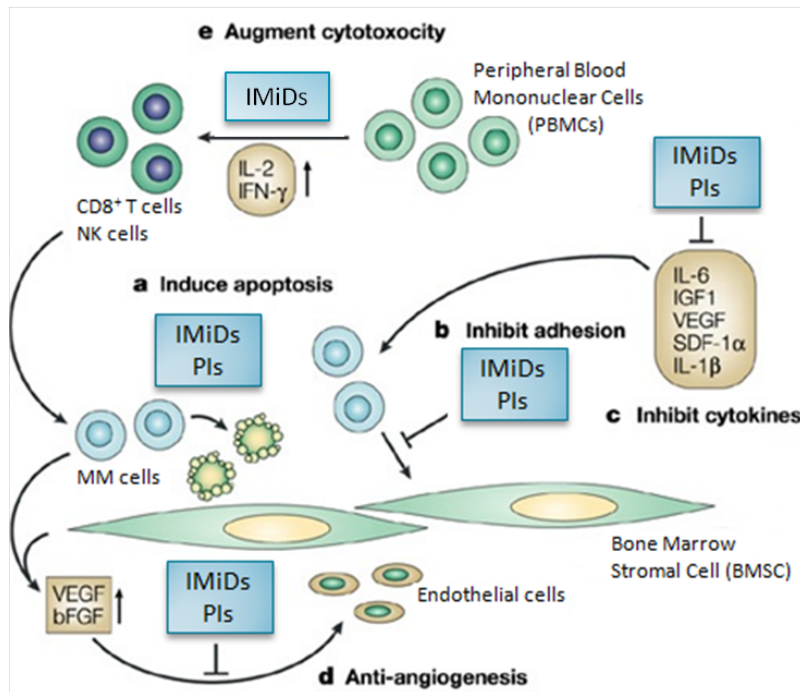 e Augment cytotoxocity
IMiDs
Peripheral Blood
Mononuclear Cells
(PBMCs)
IL-2
IFN-γ
CD8⁺ T cells
NK cells
IMiDs
PIs
IL-6
IGF1
VEGF
SDF-1α
IL-1β
c Inhibit cytokines
a Induce apoptosis
IMiDs
PIs
b Inhibit adhesion
IMiDs
PIs
MM cells
Bone Marrow
Stromal Cell (BMSC)
VEGF
bFGF
IMiDs
PIs
Endothelial cells
d Anti-angiogenesis